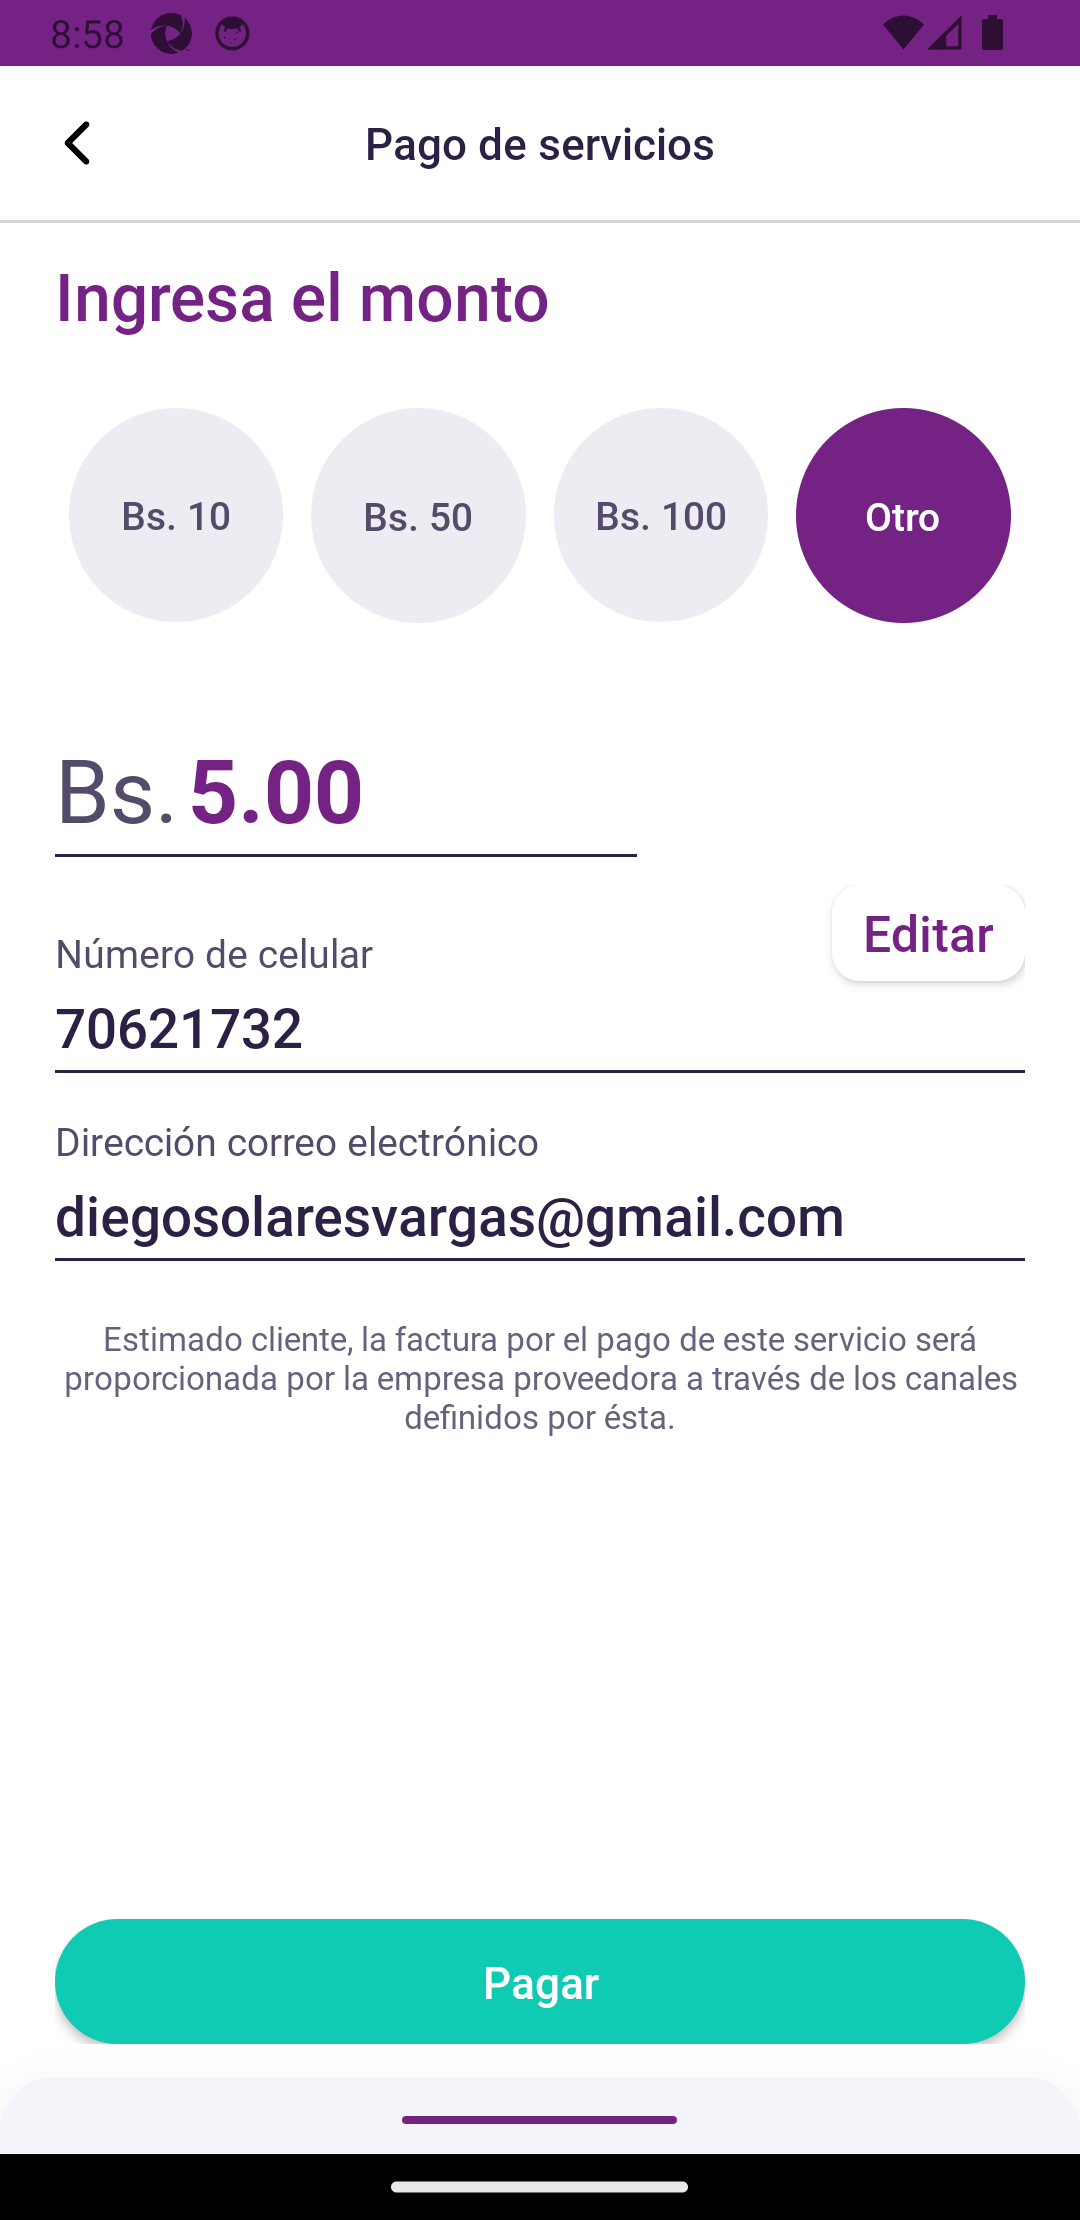 8:58
Pago de servicios
Ingresa el monto
Bs. 10
Bs. 50
Bs. 100
Otro
Bs. 5.00
Editar
Número de celular
70621732
Dirección correo electrónico
diegosolaresvargas@gmail.com
Estimado cliente, la factura por el pago de este servicio será
proporcionada por la empresa proveedora a través de los canales
definidos por ésta.
Pagar